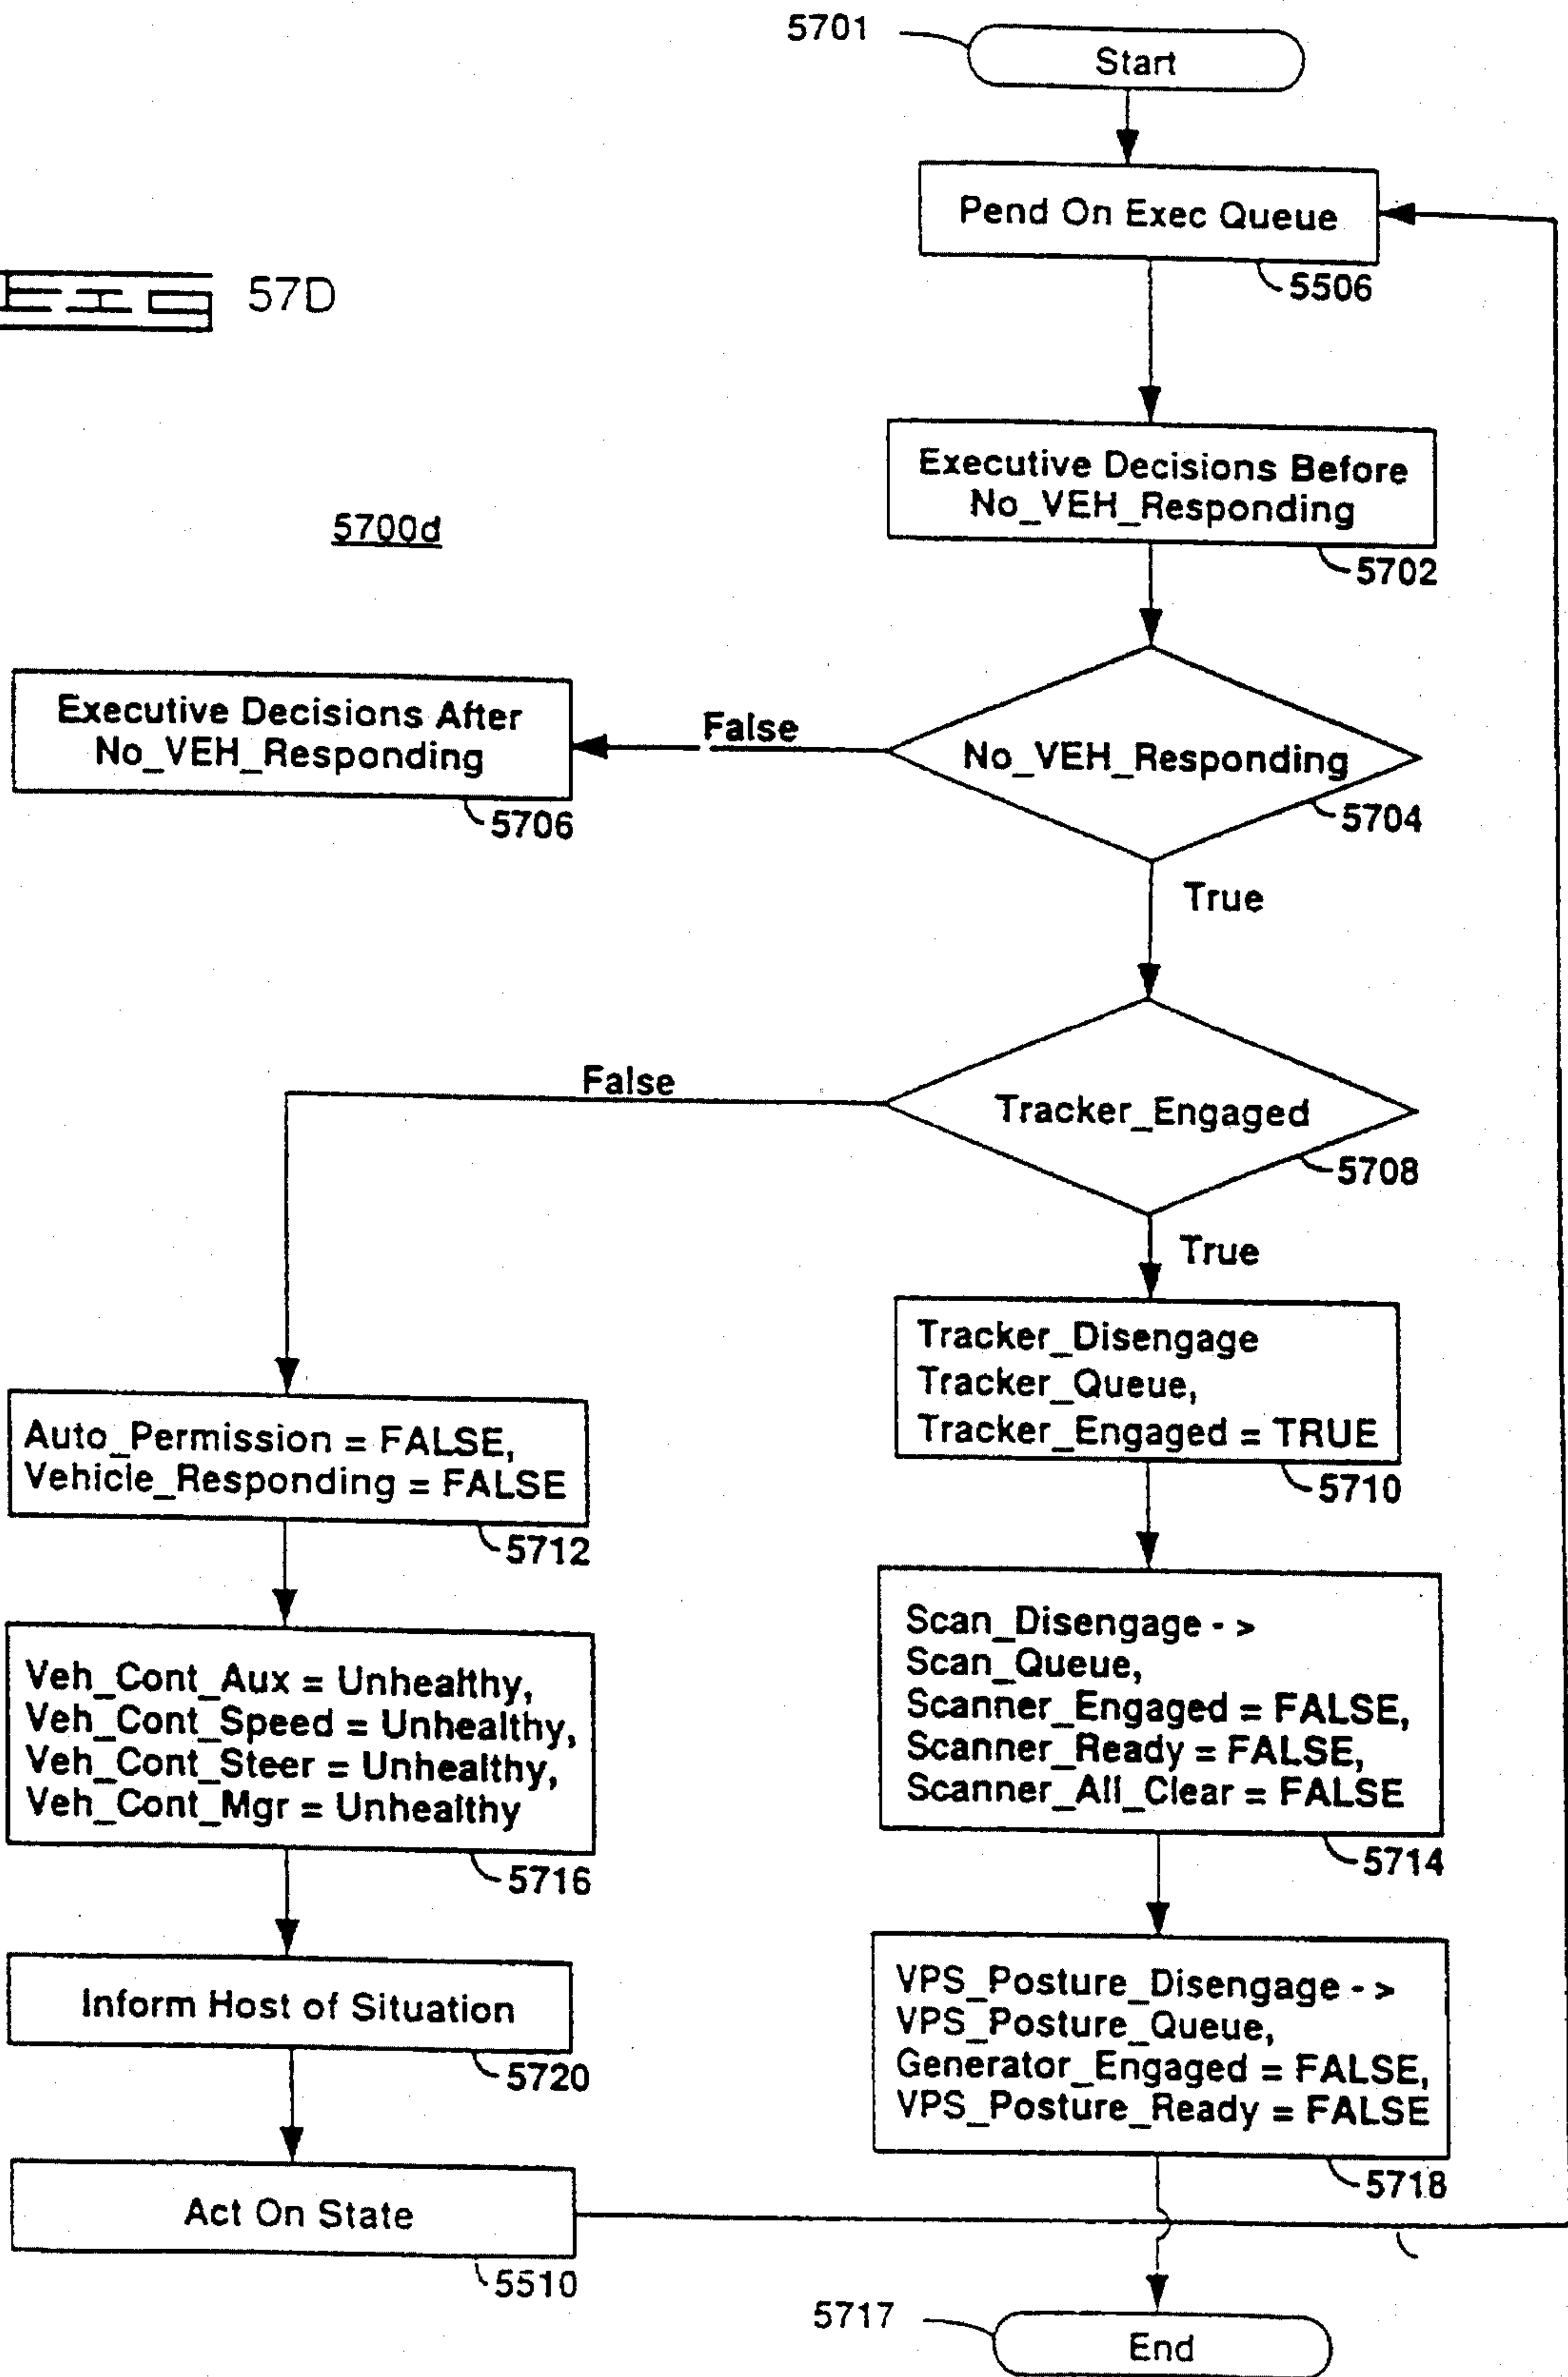 5701
Start
Pend On Exec Queue
5506
FIG 57D
Executive Decisions Before
No_VEH_Responding
5702
5700d
No_VEH_Responding
5704
False
Executive Decisions After
No_VEH_Responding
5706
True
Tracker_Engaged
5708
False
True
Tracker_Disengage
Tracker_Queue,
Tracker_Engaged = TRUE
5710
Auto_Permission = FALSE,
Vehicle_Responding = FALSE
5712
Scan_Disengage - >
Scan_Queue,
Scanner_Engaged = FALSE,
Scanner_Ready = FALSE,
Scanner_All_Clear = FALSE
5714
Veh_Cont_Aux = Unhealthy,
Veh_Cont_Speed = Unhealthy,
Veh_Cont_Steer = Unhealthy,
Veh_Cont_Mgr = Unhealthy
5716
VPS_Posture_Disengage - >
VPS_Posture_Queue,
Generator_Engaged = FALSE,
VPS_Posture_Ready = FALSE
5718
Inform Host of Situation
5720
Act On State
5510
5717
End